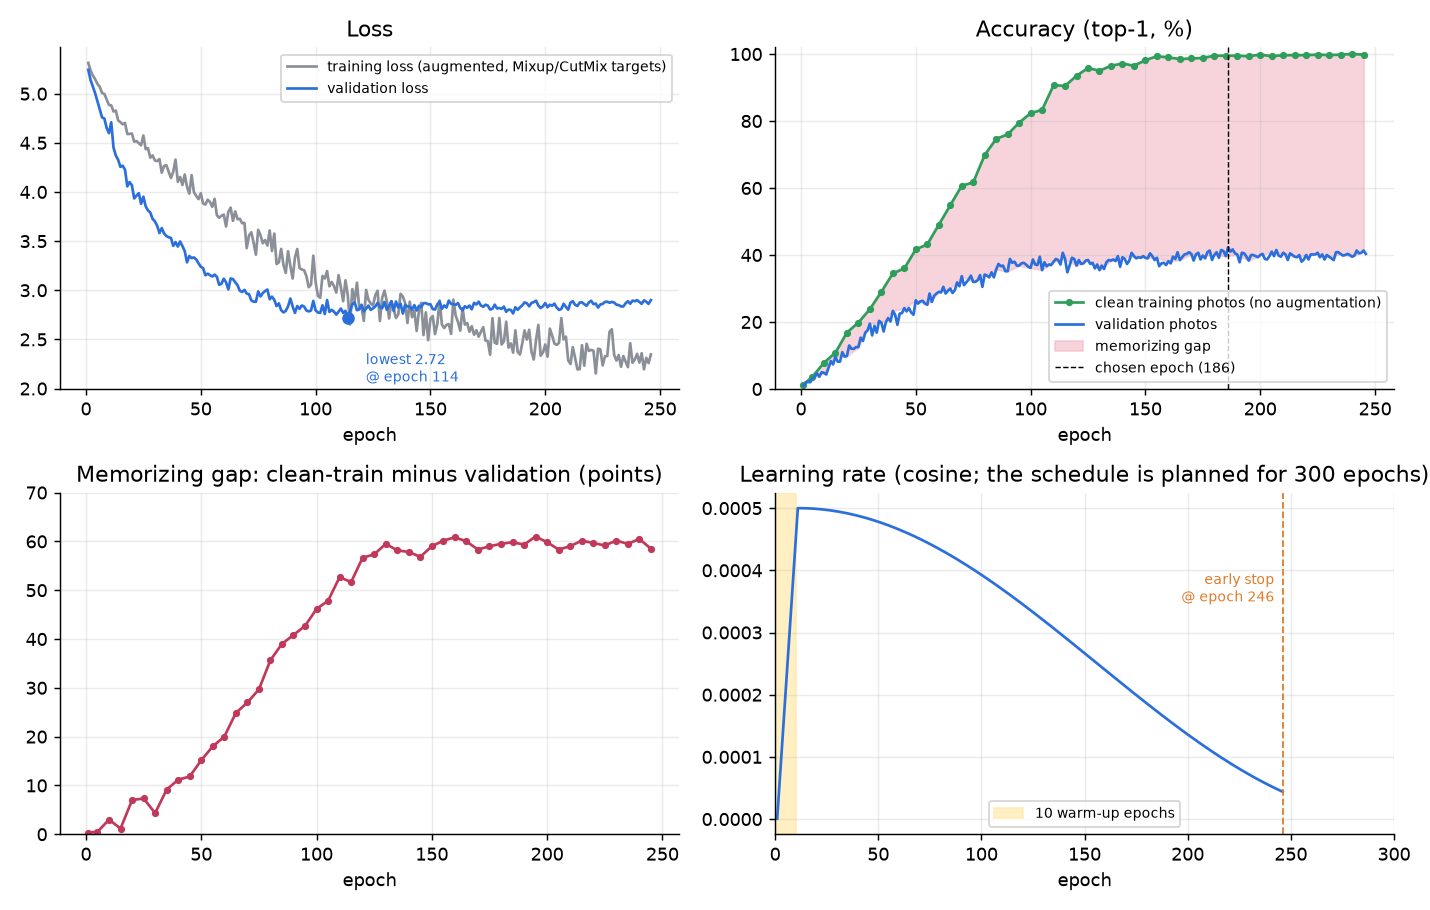 Loss
training loss (augmented, Mixup/CutMix targets)
validation loss
5.0
4.5
4.0
3.5
3.0
2.5
2.0
lowest 2.72
@ epoch 114
0 50 100 150 200 250
epoch
Accuracy (top-1, %)
100
80
60
40
20
0
clean training photos (no augmentation)
validation photos
memorizing gap
chosen epoch (186)
0 50 100 150 200 250
epoch
Memorizing gap: clean-train minus validation (points)
70
60
50
40
30
20
10
0
0 50 100 150 200 250
epoch
Learning rate (cosine; the schedule is planned for 300 epochs)
0.0005
0.0004
0.0003
0.0002
0.0001
0.0000
early stop
@ epoch 246
10 warm-up epochs
0 50 100 150 200 250 300
epoch